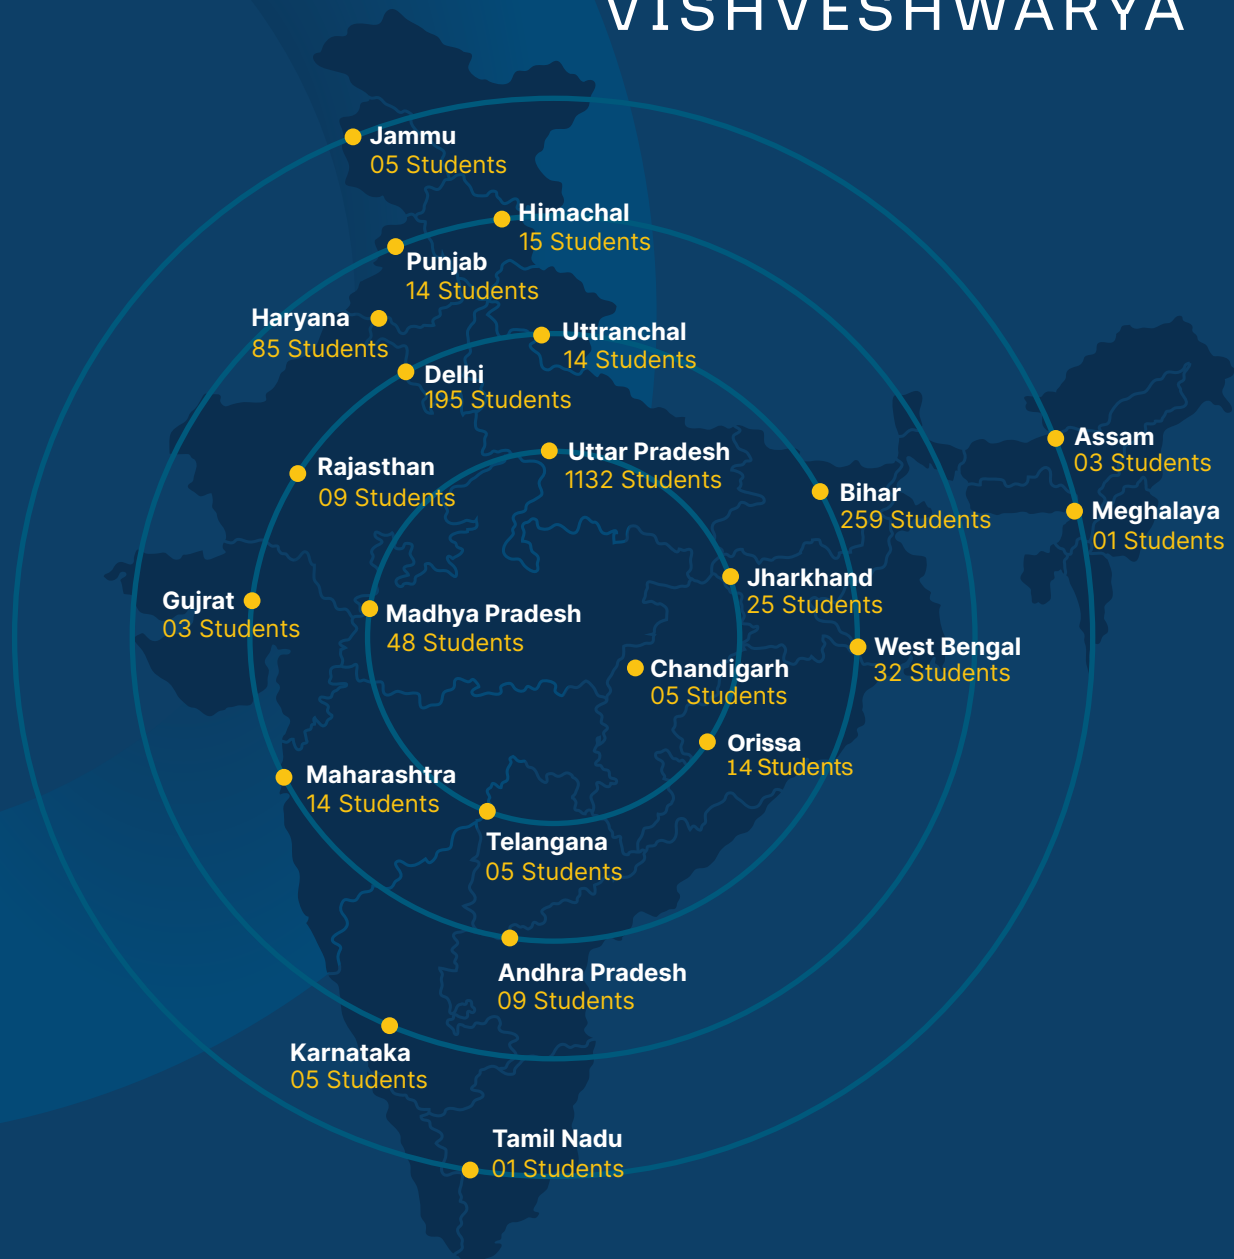 VISHVESHWARYA
Jammu
05 Students
Himachal
15 Students
Punjab
14 Students
Haryana
85 Students
Uttranchal
14 Students
Delhi
195 Students
Uttar Pradesh
1132 Students
Rajasthan
09 Students
Bihar
259 Students
Assam
03 Students
Meghalaya
01 Students
Jharkhand
25 Students
Gujrat
03 Students
Madhya Pradesh
48 Students
West Bengal
32 Students
Chandigarh
05 Students
Orissa
14 Students
Maharashtra
14 Students
Telangana
05 Students
Andhra Pradesh
09 Students
Karnataka
05 Students
Tamil Nadu
01 Students